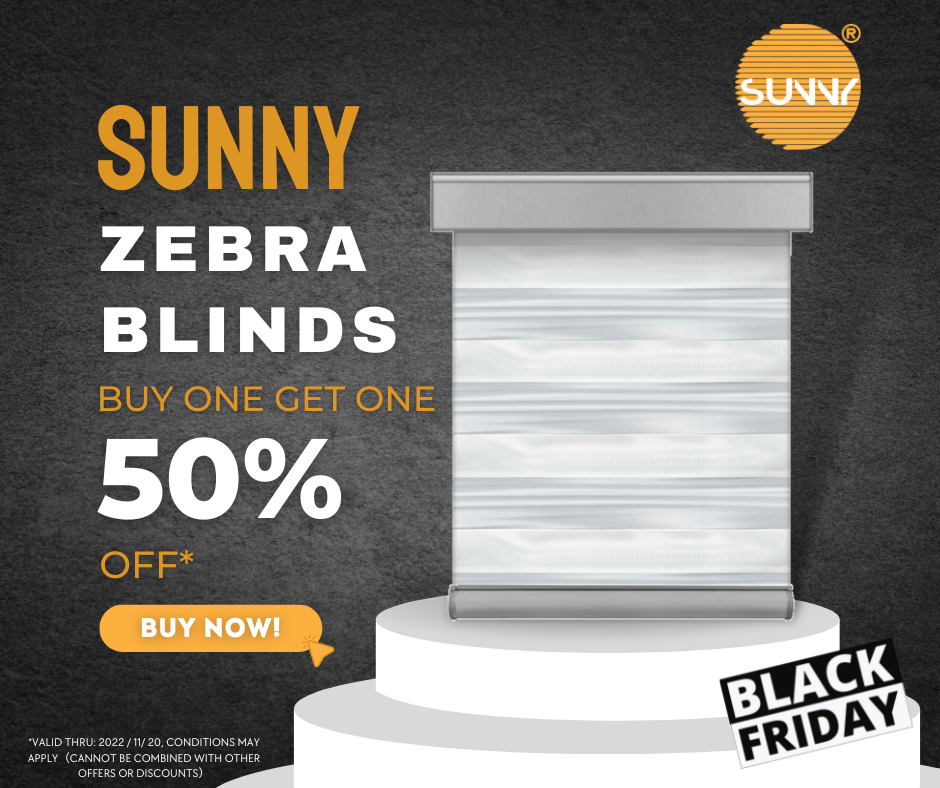 SUNNY
®
SUNNY
ZEBRA
BLINDS
BUY ONE GET ONE
50%
OFF*
BUY NOW!
BLACK
FRIDAY
*VALID THRU: 2022 / 11/ 20, CONDITIONS MAY
APPLY（CANNOT BE COMBINED WITH OTHER
OFFERS OR DISCOUNTS）